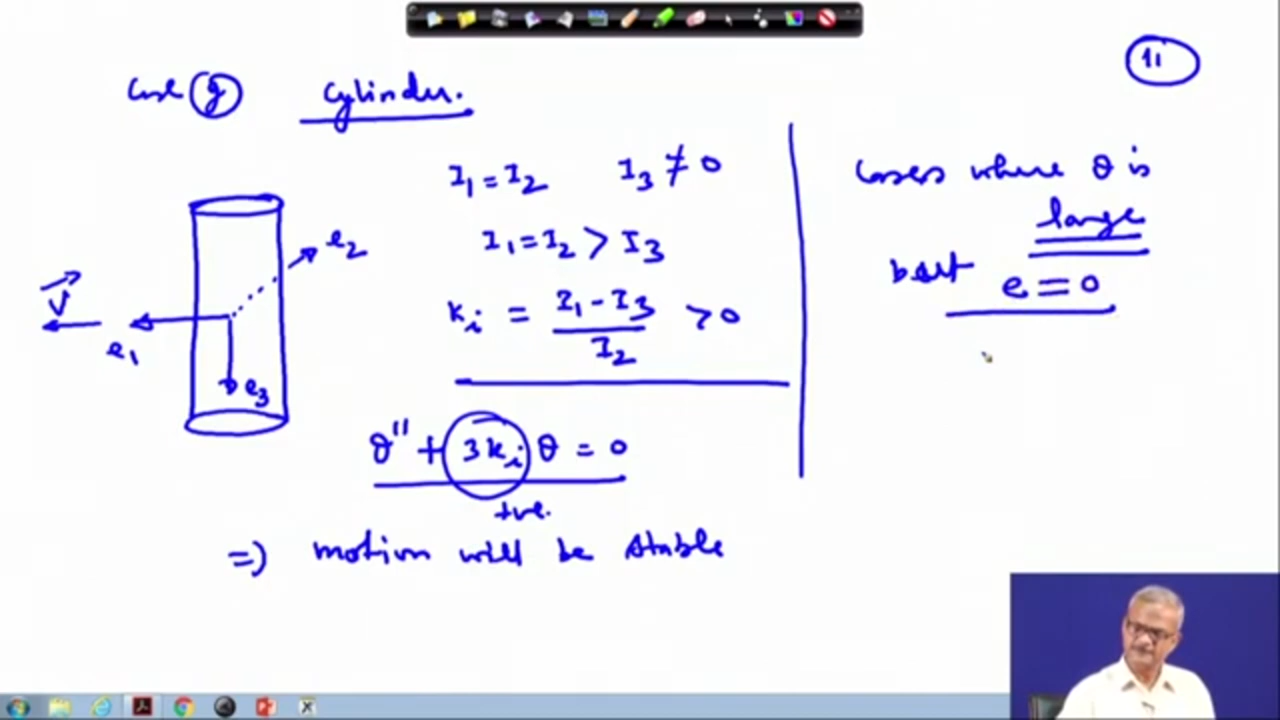 11
Case g cylinder.
I₁ = I₂ I₃ ≠ 0
I₁ = I₂ > I₃
kᵢ = (I₁ - I₃) / I₂ > 0
V⃗
e₁
e₂
e₃
θ'' + 3kᵢ θ = 0
+ve.
=> motion will be stable
Cases where θ is
large
but e = 0